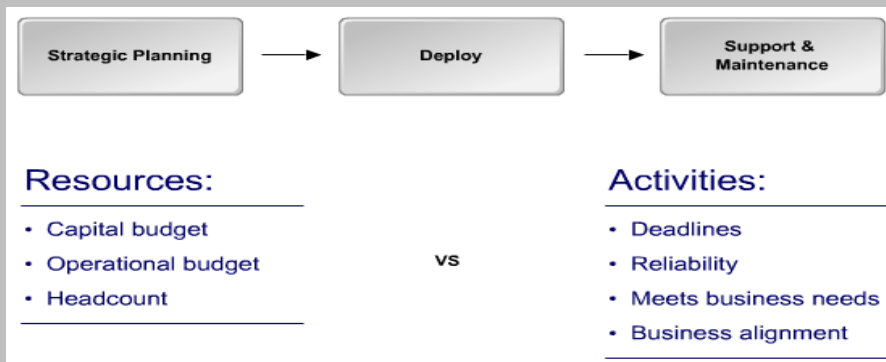 Strategic Planning
Deploy
Support &
Maintenance
Resources:
• Capital budget
• Operational budget
• Headcount
vs
Activities:
• Deadlines
• Reliability
• Meets business needs
• Business alignment